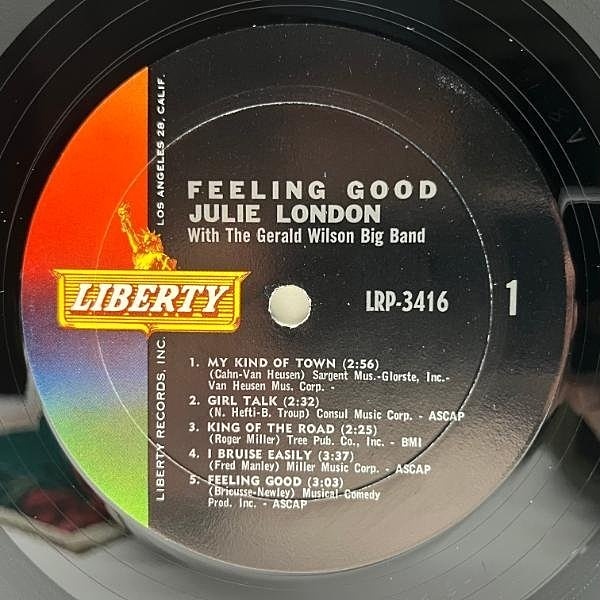 FEELING GOOD
JULIE LONDON
With The Gerald Wilson Big Band
LIBERTY
LRP-3416
1
1. MY KIND OF TOWN (2:56)
(Cahn-Van Heusen) Sargent Mus.-Glorste, Inc.-
Van Heusen Mus. Corp. -
2. GIRL TALK (2:32)
(N. Hefti-B. Troup) Consul Music Corp. - ASCAP
3. KING OF THE ROAD (2:25)
(Roger Miller) Tree Pub. Co., Inc. - BMI
4. I BRUISE EASILY (3:37)
(Fred Manley) Miller Music Corp. - ASCAP
5. FEELING GOOD (3:03)
(Bricusse-Newley) Musical Comedy
Prod. Inc. - ASCAP
LIBERTY RECORDS, INC. LOS ANGELES 28, CALIF.